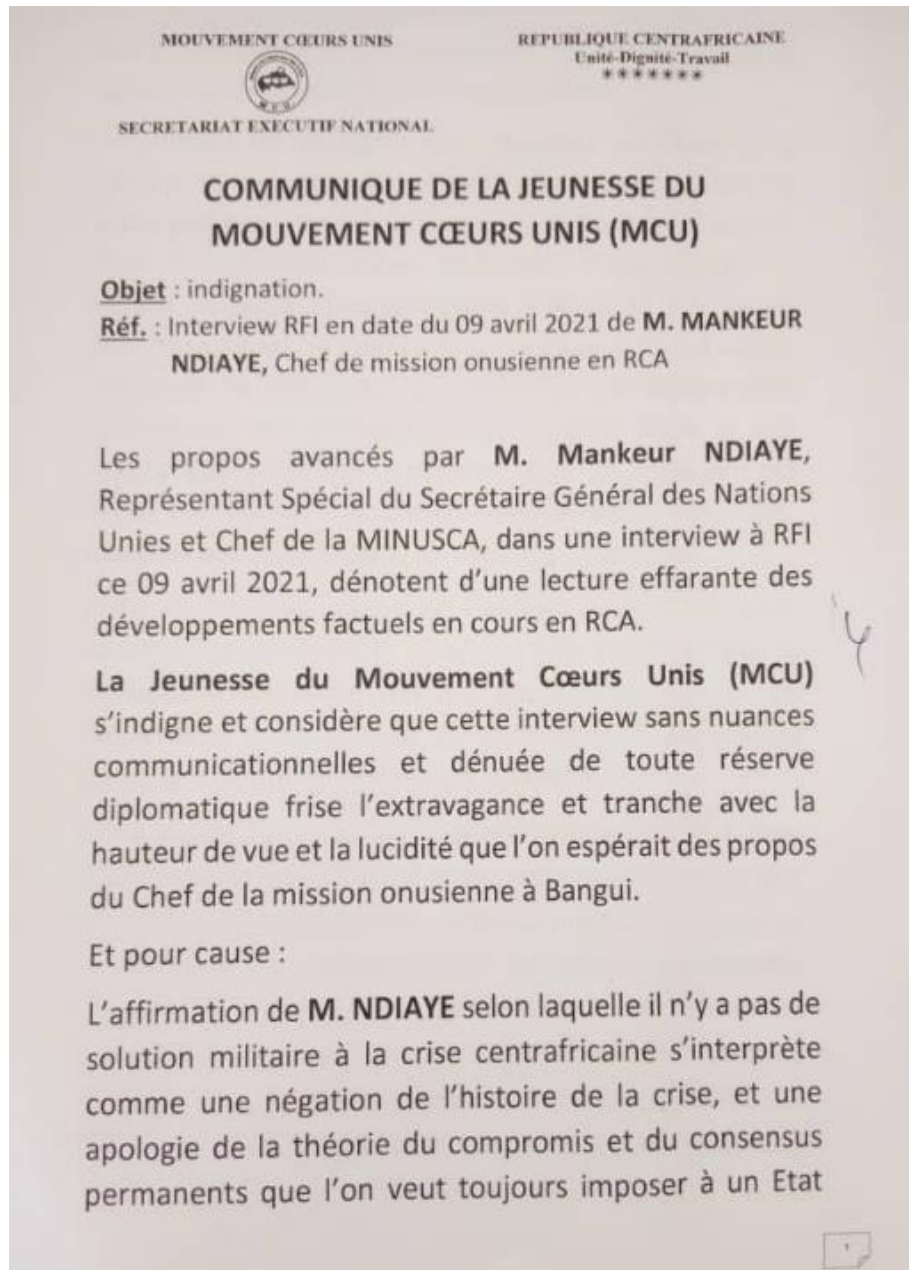 MOUVEMENT CŒURS UNIS
REPUBLIQUE CENTRAFRICAINE
Unité-Dignité-Travail
*******
M C U
SECRETARIAT EXECUTIF NATIONAL
COMMUNIQUE DE LA JEUNESSE DU
MOUVEMENT CŒURS UNIS (MCU)
Objet : indignation.
Réf. : Interview RFI en date du 09 avril 2021 de M. MANKEUR
NDIAYE, Chef de mission onusienne en RCA
Les propos avancés par M. Mankeur NDIAYE,
Représentant Spécial du Secrétaire Général des Nations
Unies et Chef de la MINUSCA, dans une interview à RFI
ce 09 avril 2021, dénotent d’une lecture effarante des
développements factuels en cours en RCA.
La Jeunesse du Mouvement Cœurs Unis (MCU)
s’indigne et considère que cette interview sans nuances
communicationnelles et dénuée de toute réserve
diplomatique frise l’extravagance et tranche avec la
hauteur de vue et la lucidité que l’on espérait des propos
du Chef de la mission onusienne à Bangui.
Et pour cause :
L’affirmation de M. NDIAYE selon laquelle il n’y a pas de
solution militaire à la crise centrafricaine s’interprète
comme une négation de l’histoire de la crise, et une
apologie de la théorie du compromis et du consensus
permanents que l’on veut toujours imposer à un Etat
1